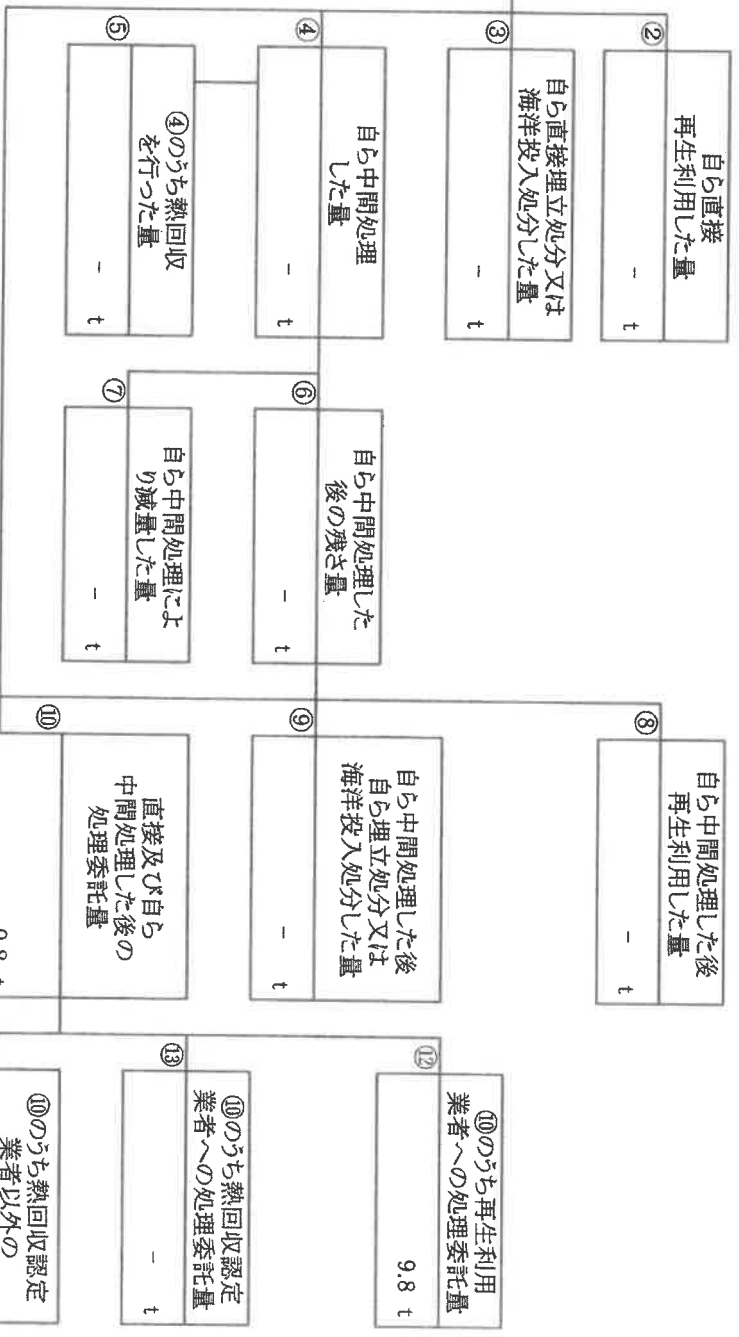 ②
自ら直接
再生利用した量
－ t
③
自ら直接埋立処分又は
海洋投入処分した量
－ t
④
自ら中間処理
した量
－ t
⑤
④のうち熱回収
を行った量
－ t
⑥
自ら中間処理した
後の残さ量
－ t
⑦
自ら中間処理によ
り減量した量
－ t
⑧
自ら中間処理した後
再生利用した量
－ t
⑨
自ら中間処理した後
自ら埋立処分又は
海洋投入処分した量
－ t
⑩
直接及び自ら
中間処理した後の
処理委託量
9.8 t
⑫
⑩のうち再生利用
業者への処理委託量
9.8 t
⑬
⑩のうち熱回収認定
業者への処理委託量
－ t
⑩のうち熱回収認定
業者以外の